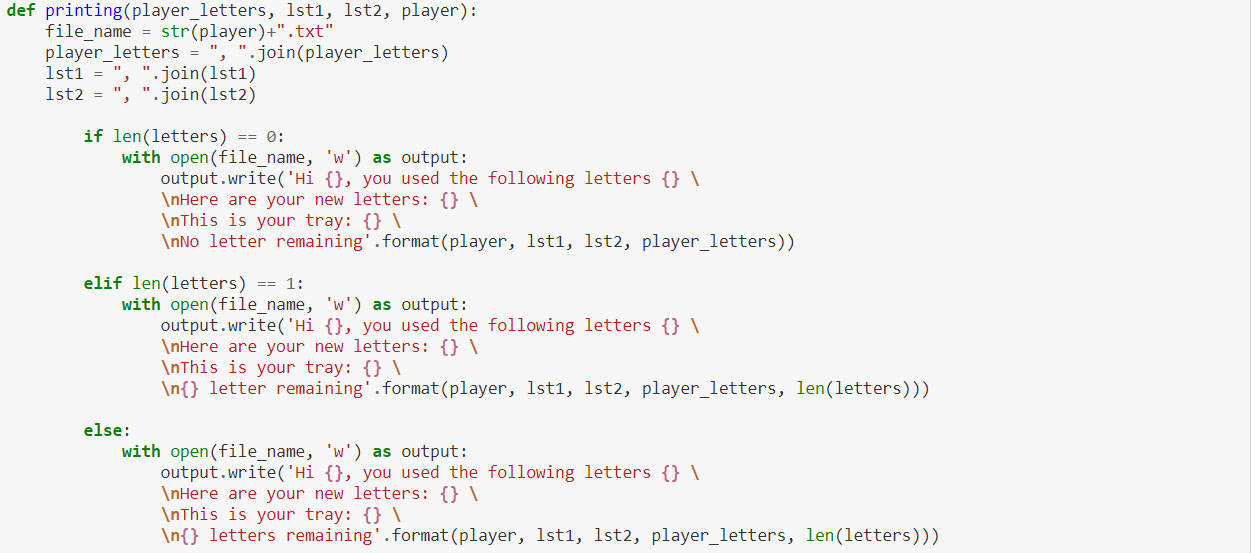 def printing(player_letters, lst1, lst2, player):
    file_name = str(player)+".txt"
    player_letters = ", ".join(player_letters)
    lst1 = ", ".join(lst1)
    lst2 = ", ".join(lst2)

        if len(letters) == 0:
            with open(file_name, 'w') as output:
                output.write('Hi {}, you used the following letters {} \
                \nHere are your new letters: {} \
                \nThis is your tray: {} \
                \nNo letter remaining'.format(player, lst1, lst2, player_letters))

        elif len(letters) == 1:
            with open(file_name, 'w') as output:
                output.write('Hi {}, you used the following letters {} \
                \nHere are your new letters: {} \
                \nThis is your tray: {} \
                \n{} letter remaining'.format(player, lst1, lst2, player_letters, len(letters)))

        else:
            with open(file_name, 'w') as output:
                output.write('Hi {}, you used the following letters {} \
                \nHere are your new letters: {} \
                \nThis is your tray: {} \
                \n{} letters remaining'.format(player, lst1, lst2, player_letters, len(letters)))